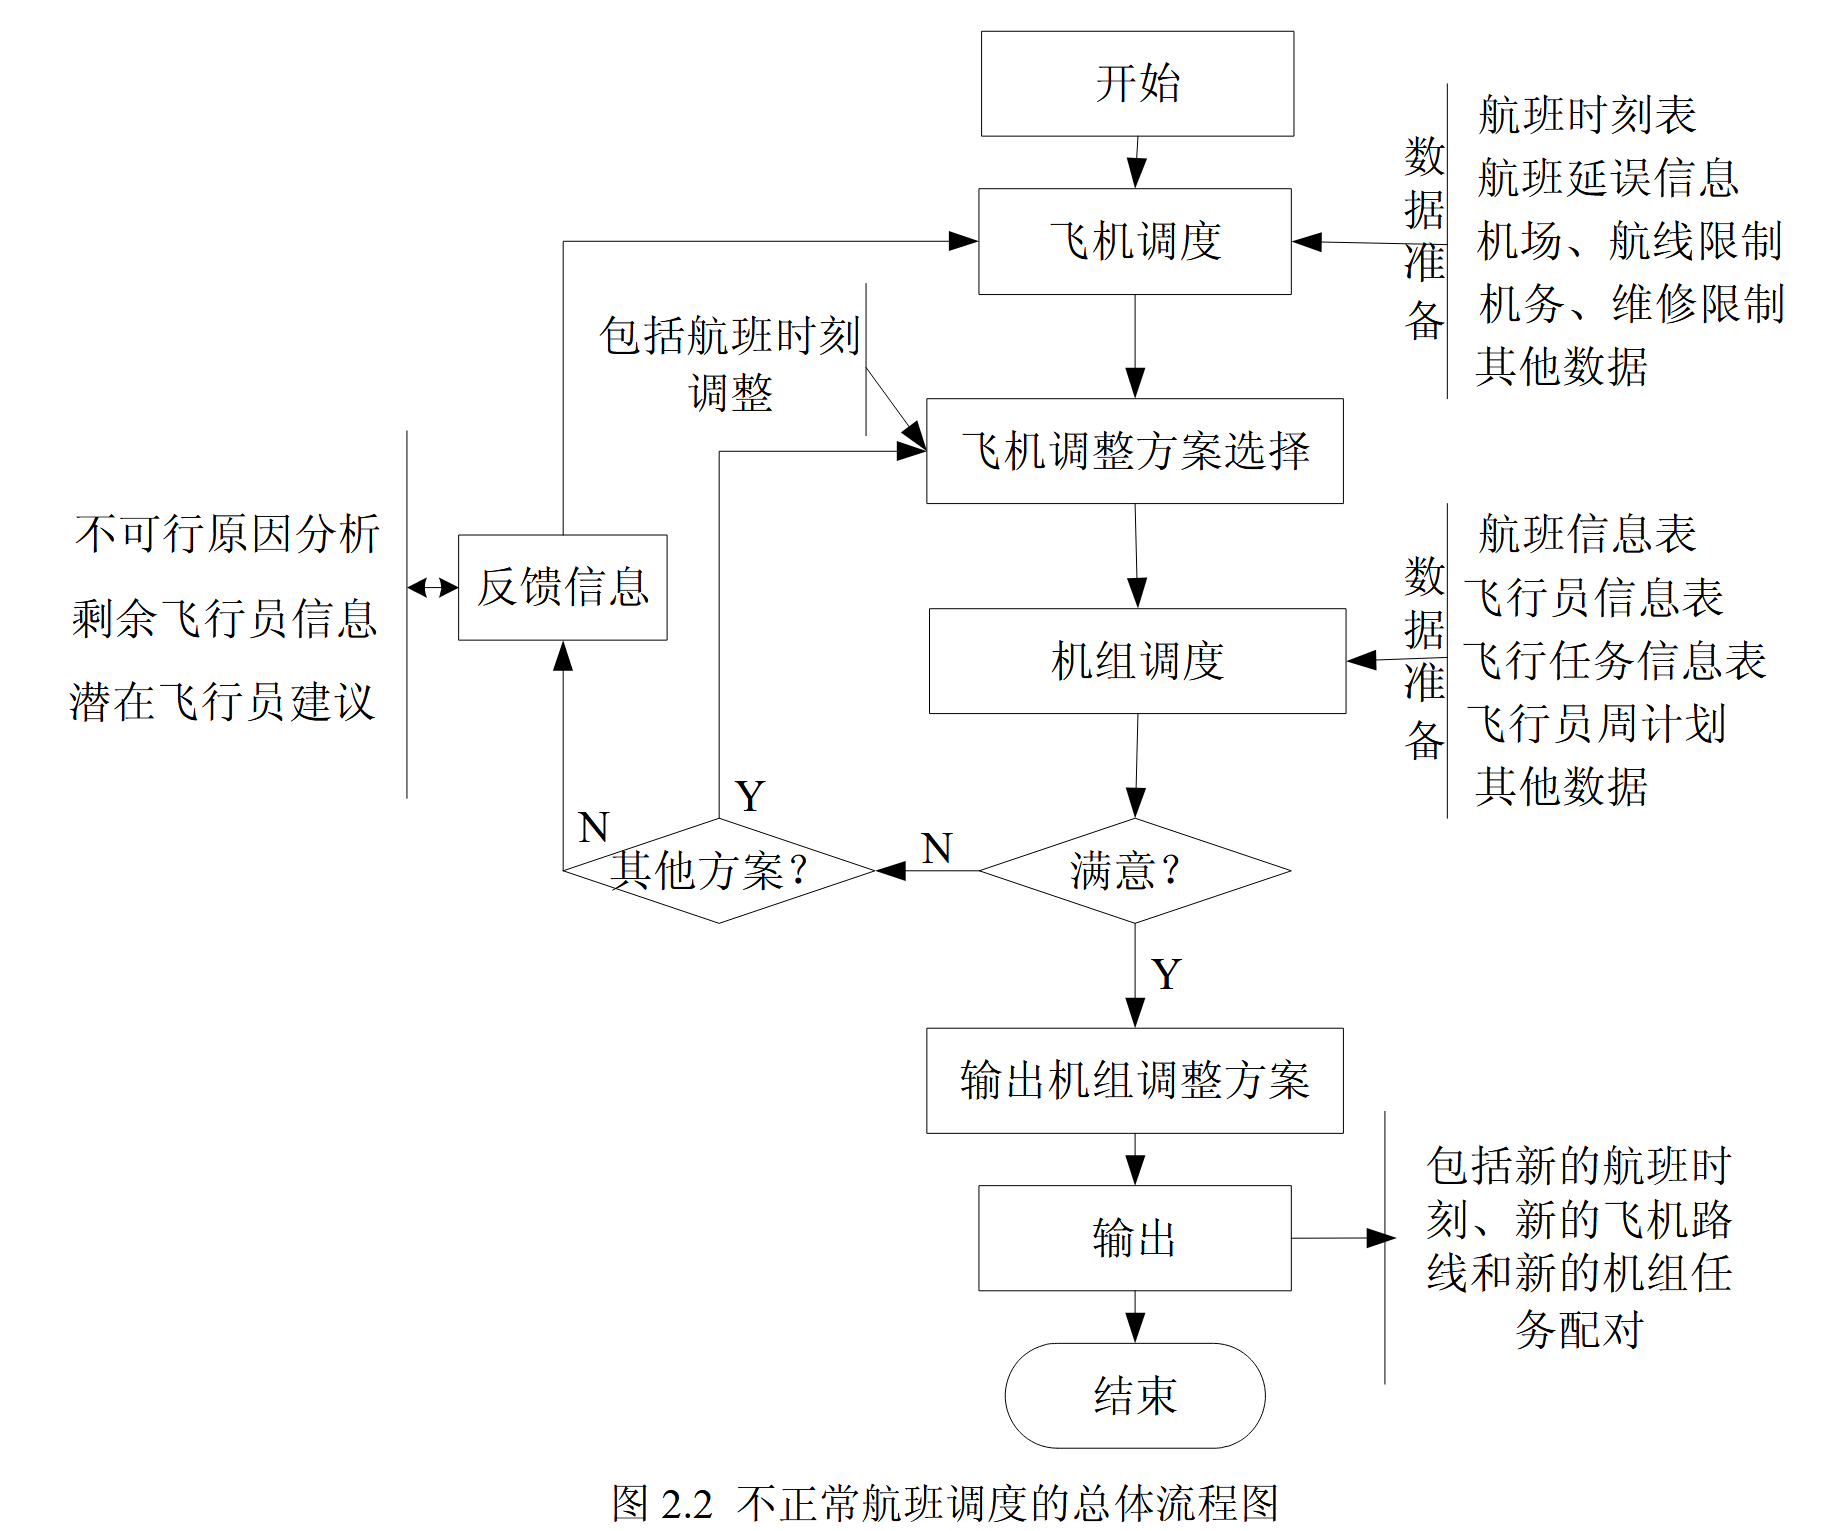 开始
飞机调度
数据准备
航班时刻表
航班延误信息
机场、航线限制
机务、维修限制
其他数据
包括航班时刻
调整
飞机调整方案选择
不可行原因分析
剩余飞行员信息
潜在飞行员建议
反馈信息
机组调度
数据准备
航班信息表
飞行员信息表
飞行任务信息表
飞行员周计划
其他数据
Y
N
其他方案?
N
满意?
Y
输出机组调整方案
输出
包括新的航班时
刻、新的飞机路
线和新的机组任
务配对
结束
图 2.2 不正常航班调度的总体流程图